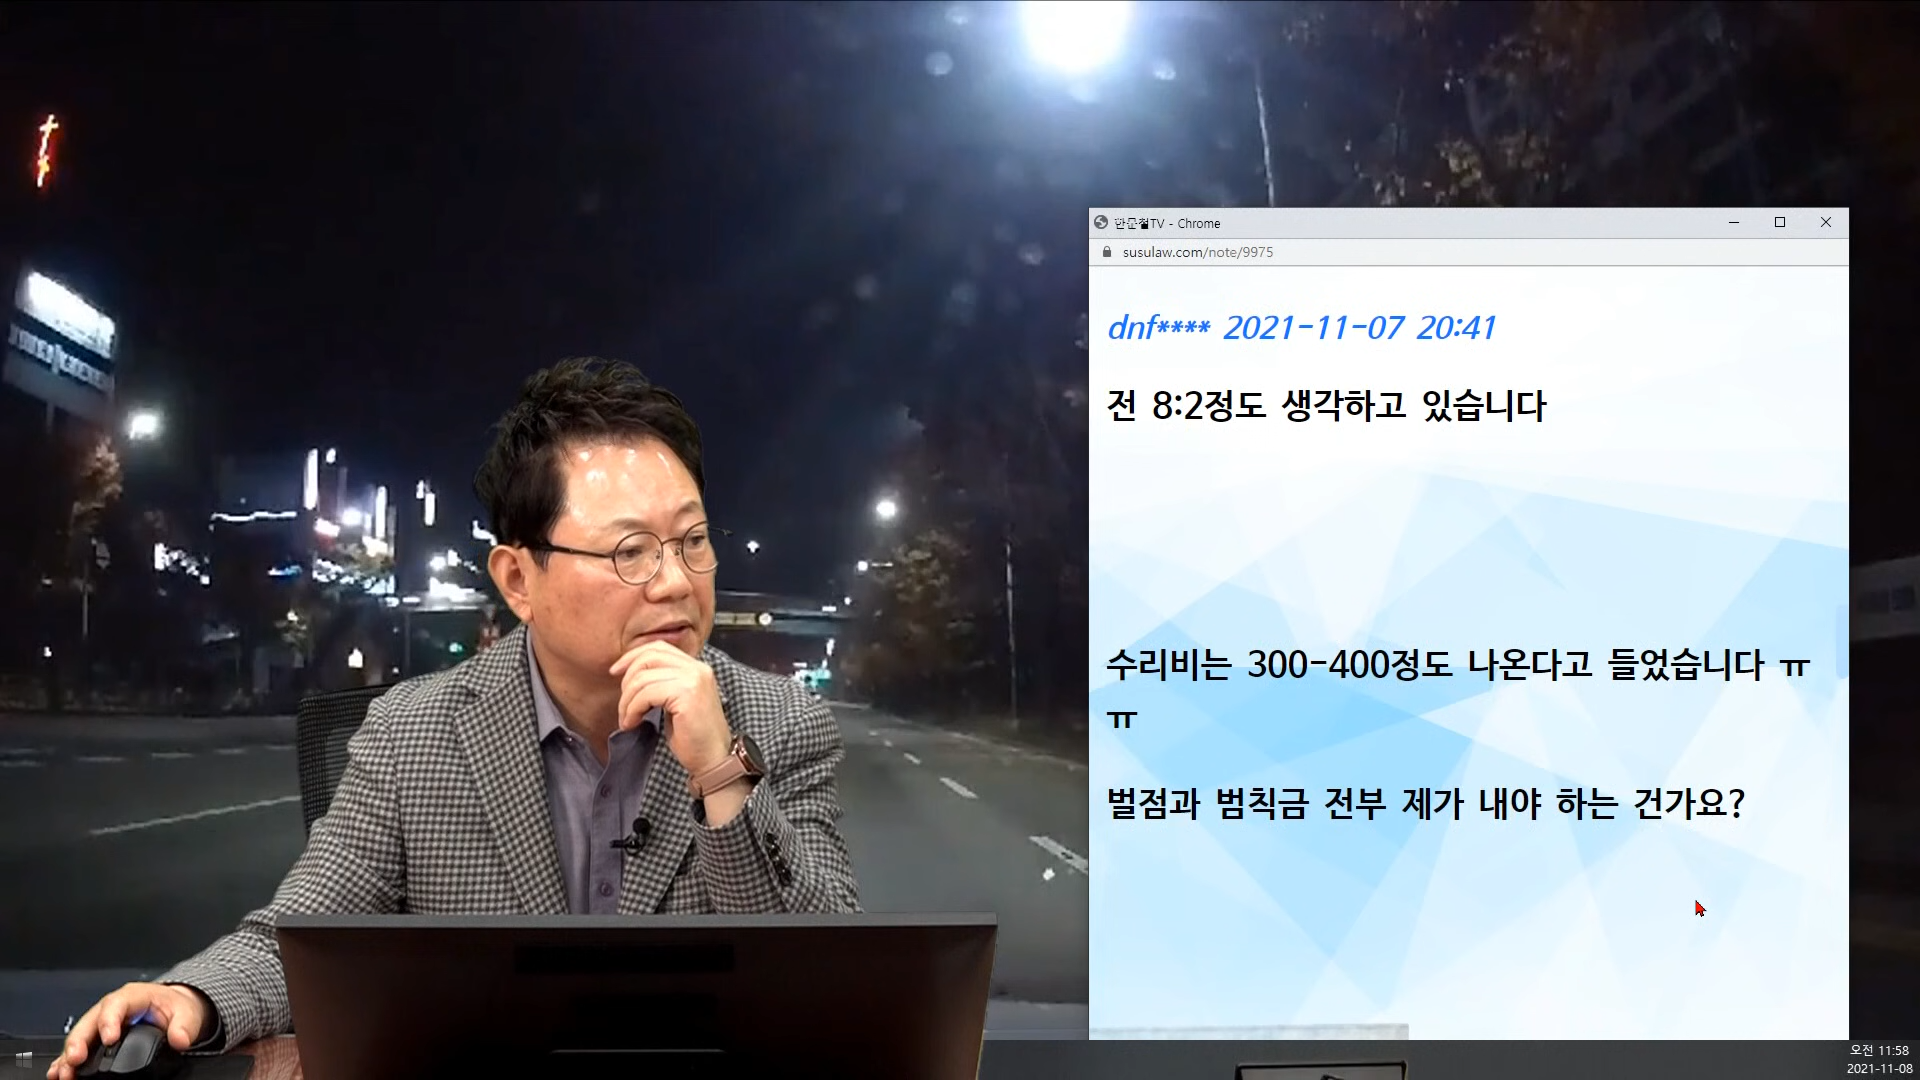 한문철TV - Chrome
susulaw.com/note/9975
dnf**** 2021-11-07 20:41
전 8:2정도 생각하고 있습니다
수리비는 300-400정도 나온다고 들었습니다 ㅠ
ㅠ
벌점과 범칙금 전부 제가 내야 하는 건가요?
오전 11:58
2021-11-08